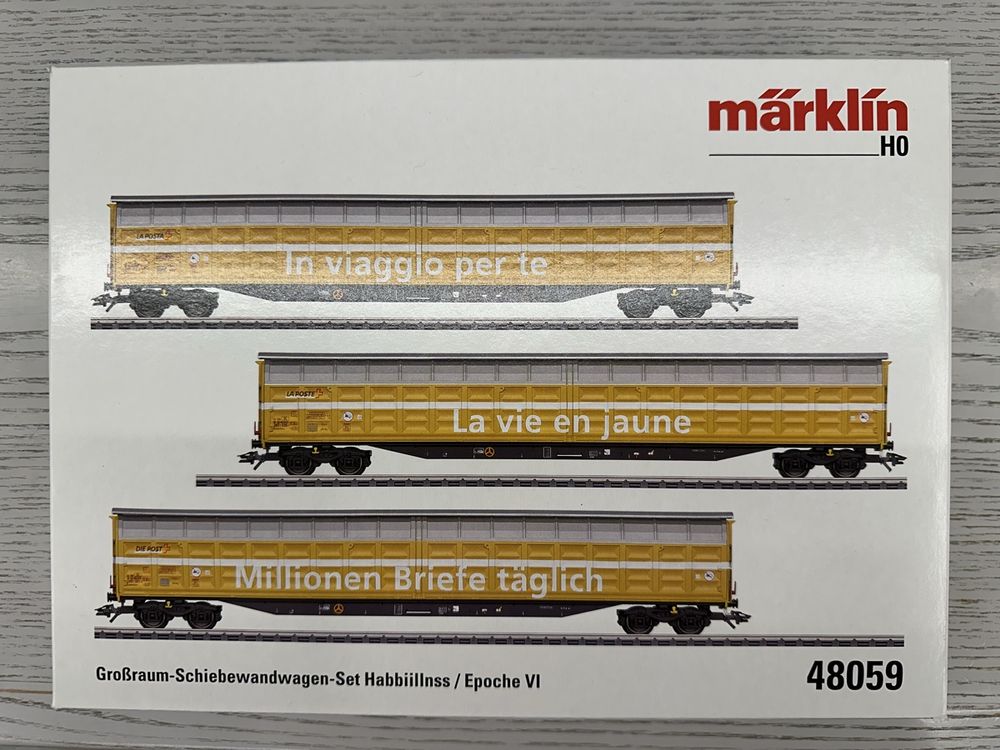 märklín
H0
LA POSTA
In viaggio per te
LA POSTE
La vie en jaune
DIE POST
Millionen Briefe täglich
Großraum-Schiebewandwagen-Set Habbiillnss / Epoche VI
48059